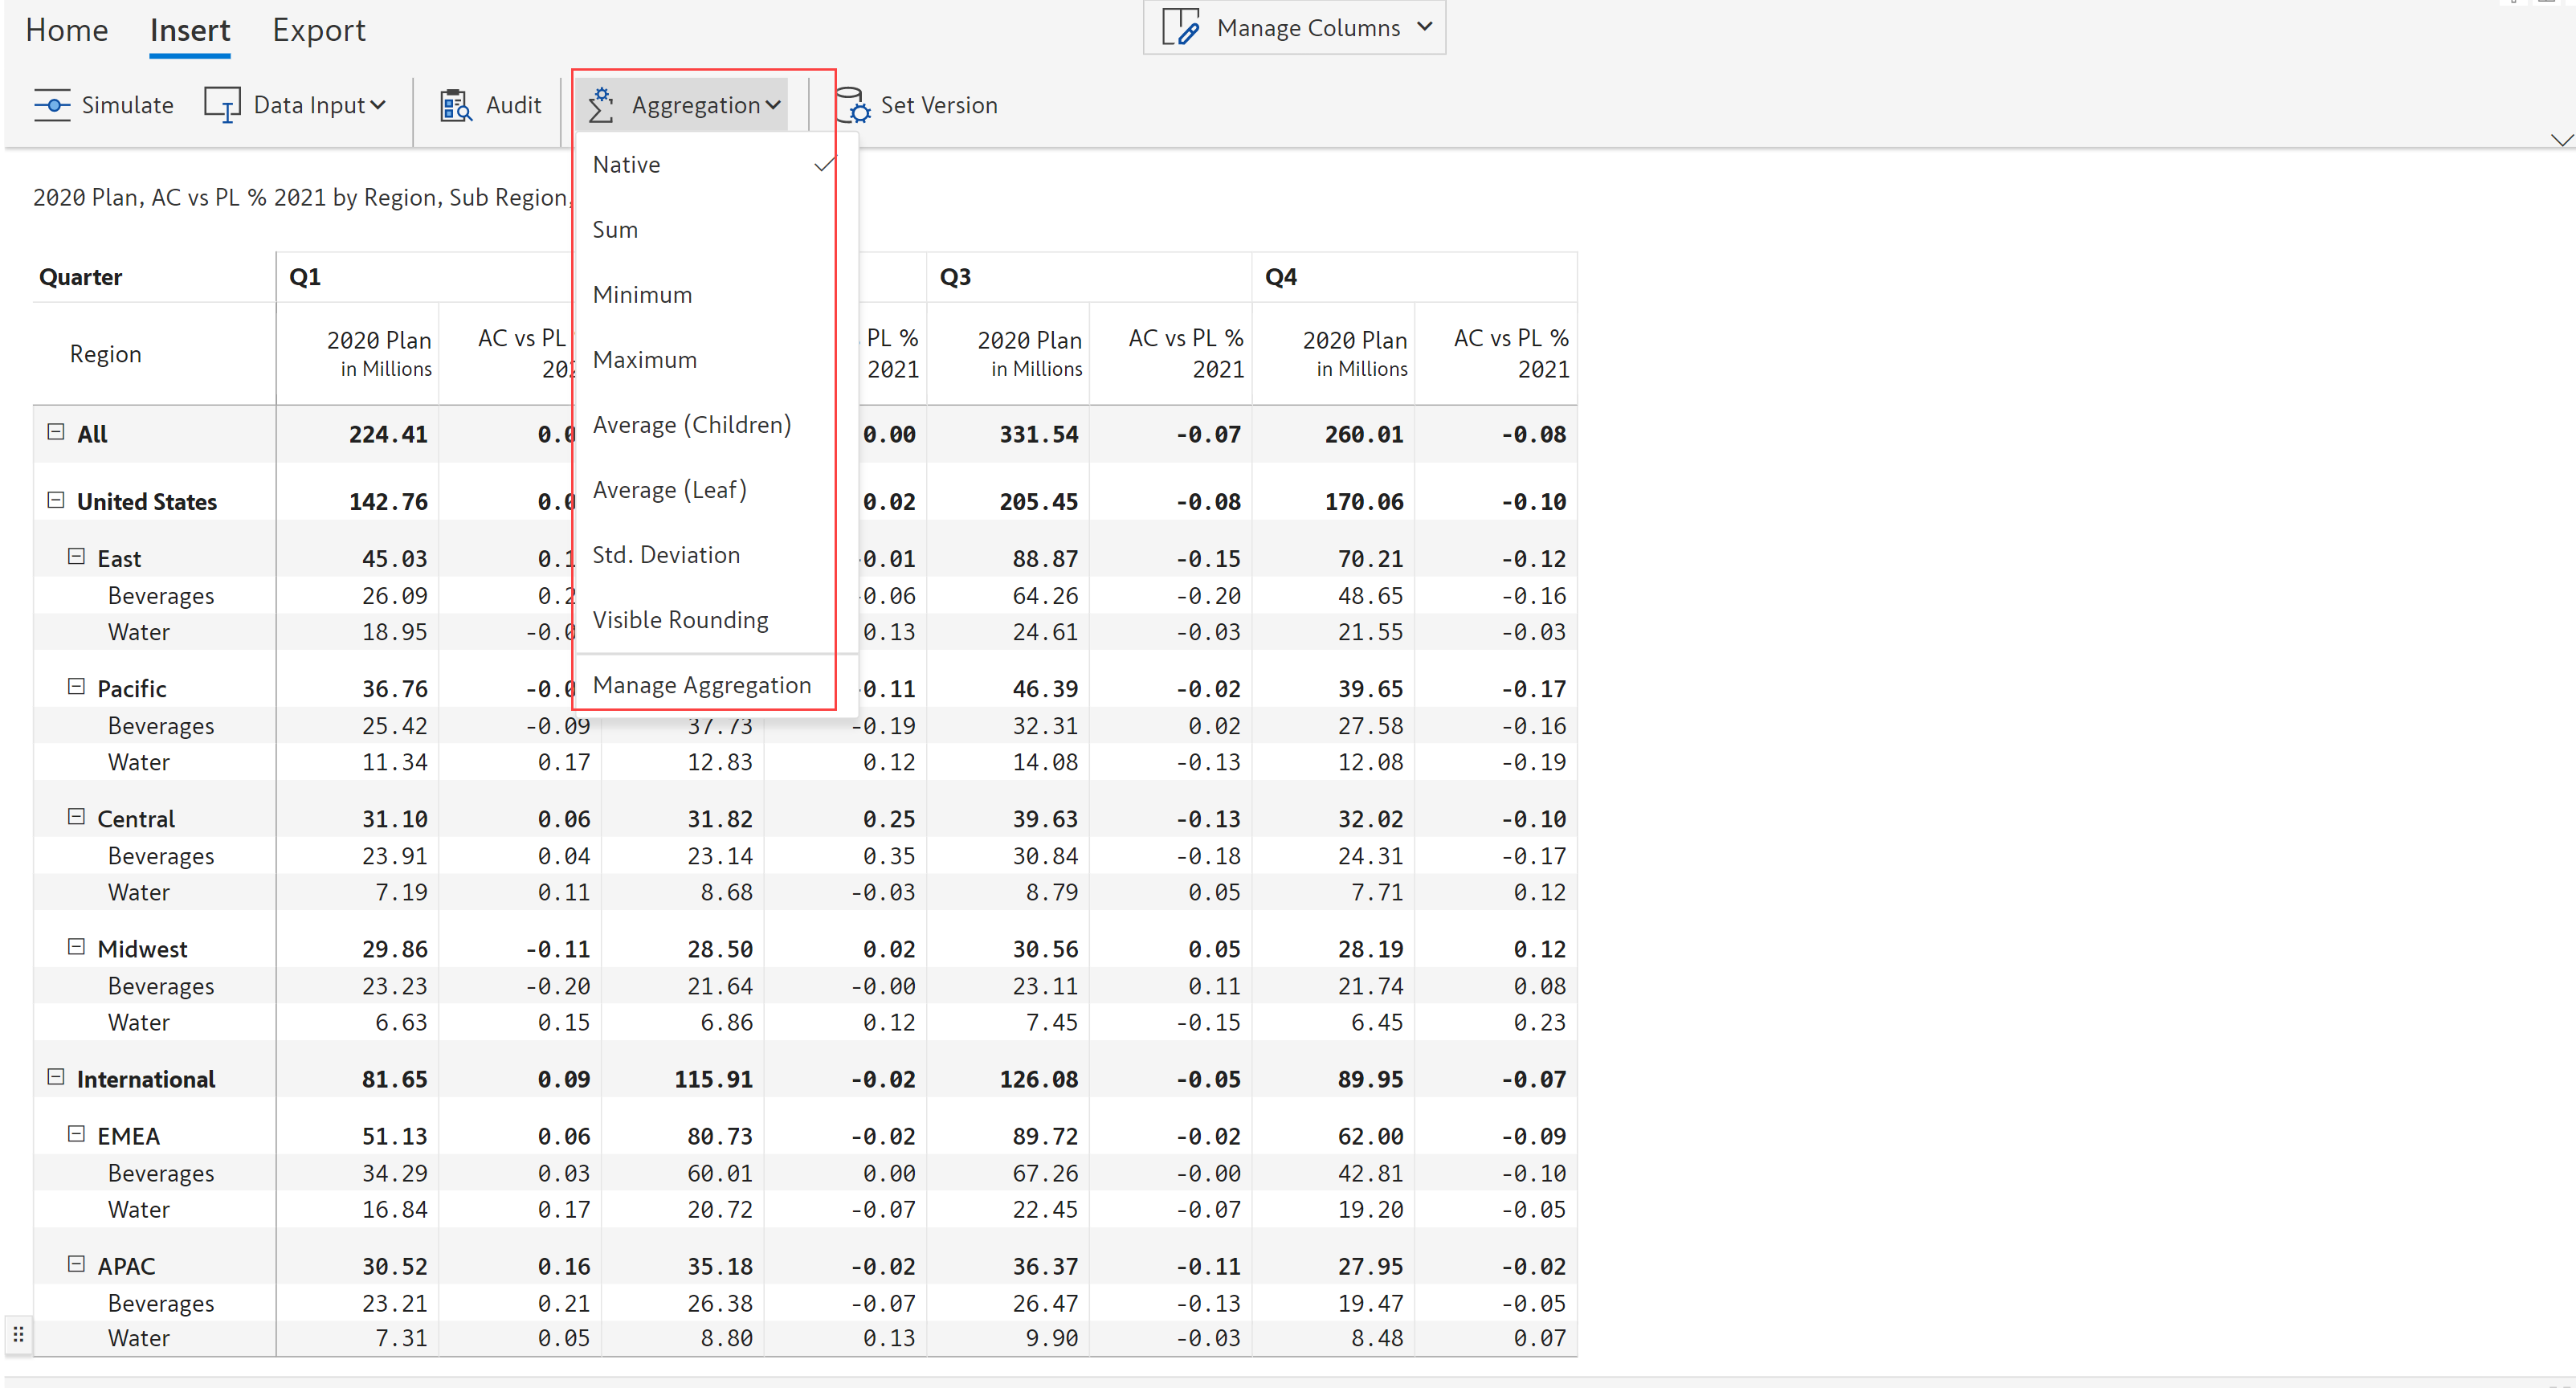 Home Insert Export Manage Columns
Simulate Data Input Audit Aggregation Set Version
Native
2020 Plan, AC vs PL % 2021 by Region, Sub Region,
Sum
Minimum
Maximum
Average (Children)
Average (Leaf)
Std. Deviation
Visible Rounding
Manage Aggregation
Quarter Q1 Q3 Q4
Region 2020 Plan AC vs PL PL % 2020 Plan AC vs PL % 2020 Plan AC vs PL %
in Millions 2021 in Millions 2021 in Millions 2021
All 224.41 0.00 331.54 -0.07 260.01 -0.08
United States 142.76 0.02 205.45 -0.08 170.06 -0.10
East 45.03 0.01 88.87 -0.15 70.21 -0.12
Beverages 26.09 0.06 64.26 -0.20 48.65 -0.16
Water 18.95 0.13 24.61 -0.03 21.55 -0.03
Pacific 36.76 0.11 46.39 -0.02 39.65 -0.17
Beverages 25.42 -0.09 37.73 -0.19 32.31 0.02 27.58 -0.16
Water 11.34 0.17 12.83 0.12 14.08 -0.13 12.08 -0.19
Central 31.10 0.06 31.82 0.25 39.63 -0.13 32.02 -0.10
Beverages 23.91 0.04 23.14 0.35 30.84 -0.18 24.31 -0.17
Water 7.19 0.11 8.68 -0.03 8.79 0.05 7.71 0.12
Midwest 29.86 -0.11 28.50 0.02 30.56 0.05 28.19 0.12
Beverages 23.23 -0.20 21.64 -0.00 23.11 0.11 21.74 0.08
Water 6.63 0.15 6.86 0.12 7.45 -0.15 6.45 0.23
International 81.65 0.09 115.91 -0.02 126.08 -0.05 89.95 -0.07
EMEA 51.13 0.06 80.73 -0.02 89.72 -0.02 62.00 -0.09
Beverages 34.29 0.03 60.01 0.00 67.26 -0.00 42.81 -0.10
Water 16.84 0.17 20.72 -0.07 22.45 -0.07 19.20 -0.05
APAC 30.52 0.16 35.18 -0.02 36.37 -0.11 27.95 -0.02
Beverages 23.21 0.21 26.38 -0.07 26.47 -0.13 19.47 -0.05
Water 7.31 0.05 8.80 0.13 9.90 -0.03 8.48 0.07